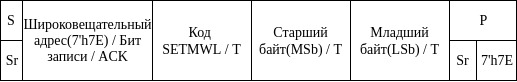 S
Sr
Широковещательный
адрес(7'h7E) / Бит
записи / ACK
Код
SETMWL / T
Старший
байт(MSb) / T
Младший
байт(LSb) / T
P
Sr
7'h7E